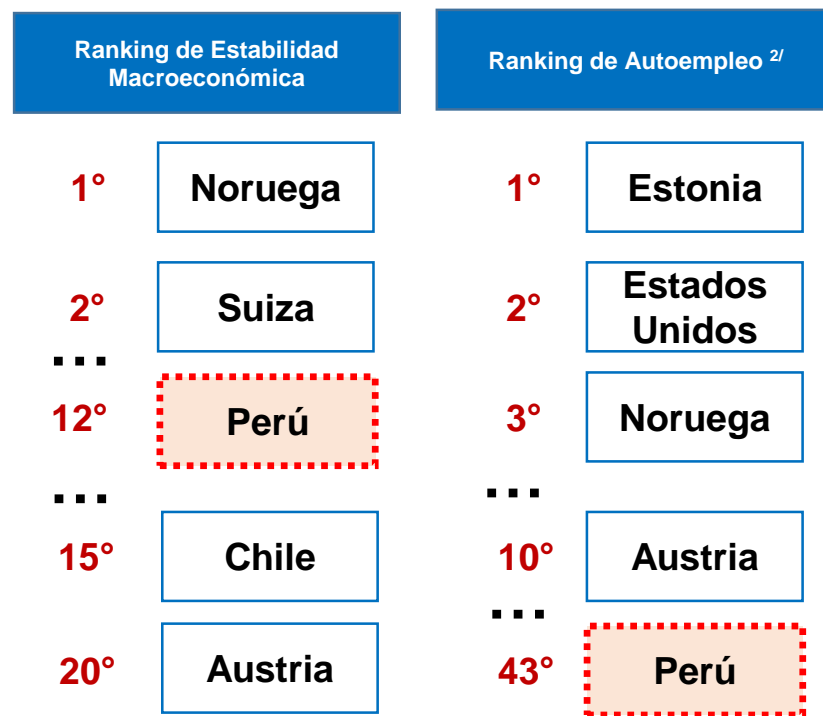 Ranking de Estabilidad
Macroeconómica
1° Noruega
2° Suiza
...
12° Perú
...
15° Chile
20° Austria
Ranking de Autoempleo 2/
1° Estonia
2° Estados
Unidos
3° Noruega
...
10° Austria
...
43° Perú